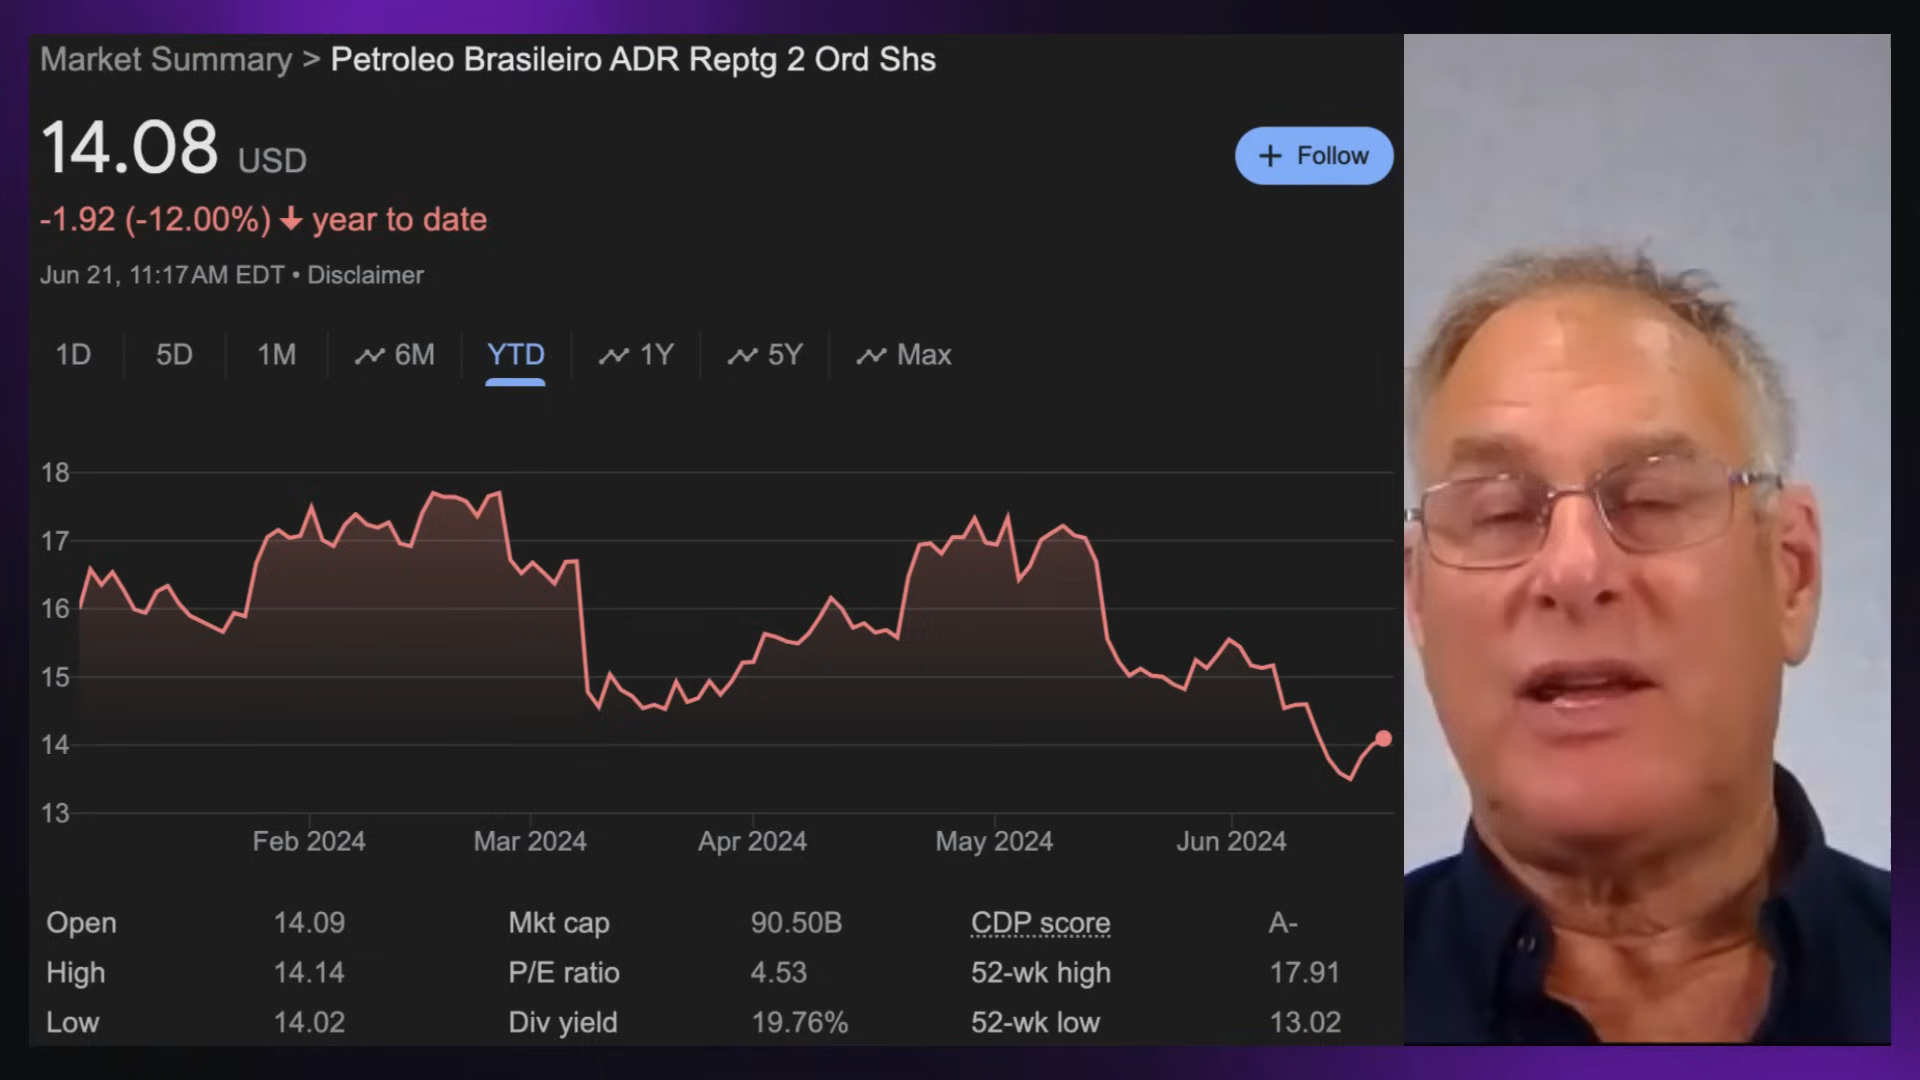 Market Summary > Petroleo Brasileiro ADR Reptg 2 Ord Shs
14.08 USD
+ Follow
-1.92 (-12.00%) ↓ year to date
Jun 21, 11:17 AM EDT • Disclaimer
1D 5D 1M 6M YTD 1Y 5Y Max
18
17
16
15
14
13
Feb 2024 Mar 2024 Apr 2024 May 2024 Jun 2024
Open 14.09 Mkt cap 90.50B CDP score A-
High 14.14 P/E ratio 4.53 52-wk high 17.91
Low 14.02 Div yield 19.76% 52-wk low 13.02